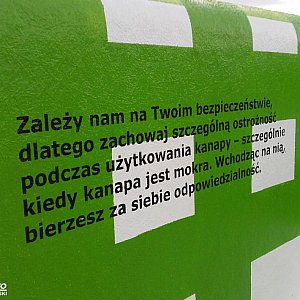 Zależy nam na Twoim bezpieczeństwie,
dlatego zachowaj szczególną ostrożność
podczas użytkowania kanapy – szczególnie
kiedy kanapa jest mokra. Wchodząc na nią,
bierzesz za siebie odpowiedzialność.